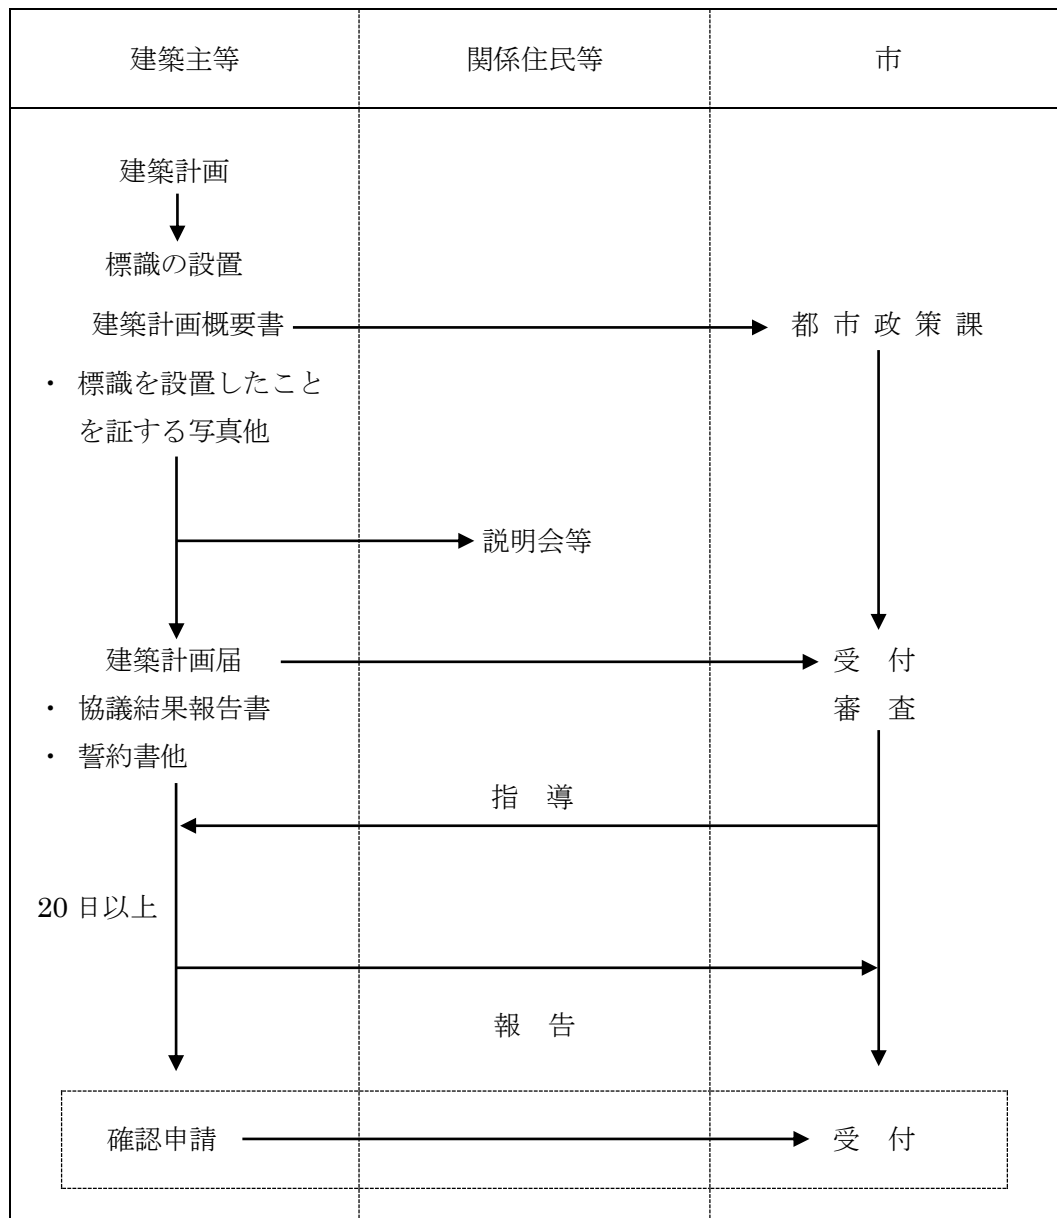 建築主等
関係住民等
市
建築計画
標識の設置
建築計画概要書
都 市 政 策 課
・ 標識を設置したこと
を証する写真他
説明会等
建築計画届
受 付
・ 協議結果報告書
審 査
・ 誓約書他
指 導
20 日以上
報 告
確認申請
受 付